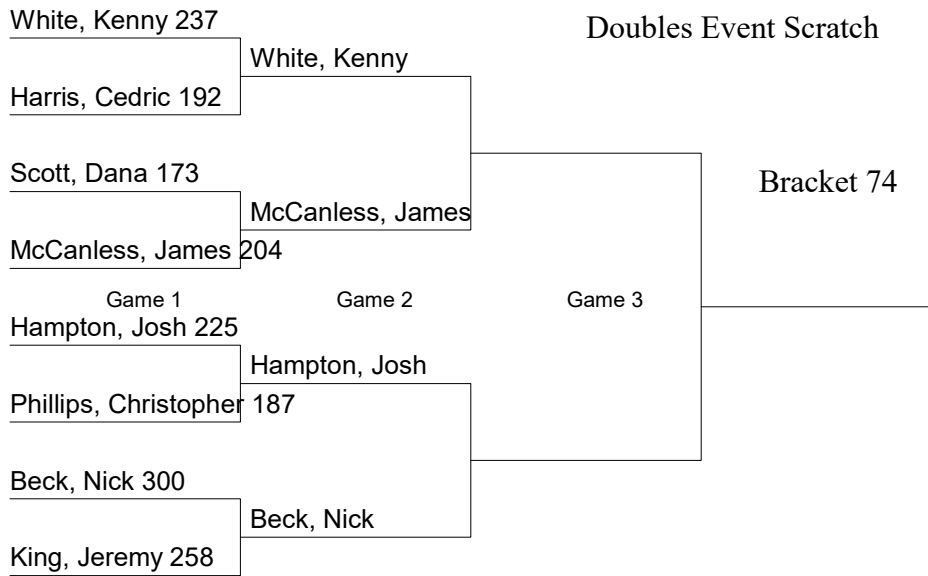 White, Kenny 237
Doubles Event Scratch
White, Kenny
Harris, Cedric 192
Scott, Dana 173
Bracket 74
McCanless, James
McCanless, James 204
Game 1
Game 2
Game 3
Hampton, Josh 225
Hampton, Josh
Phillips, Christopher 187
Beck, Nick 300
Beck, Nick
King, Jeremy 258